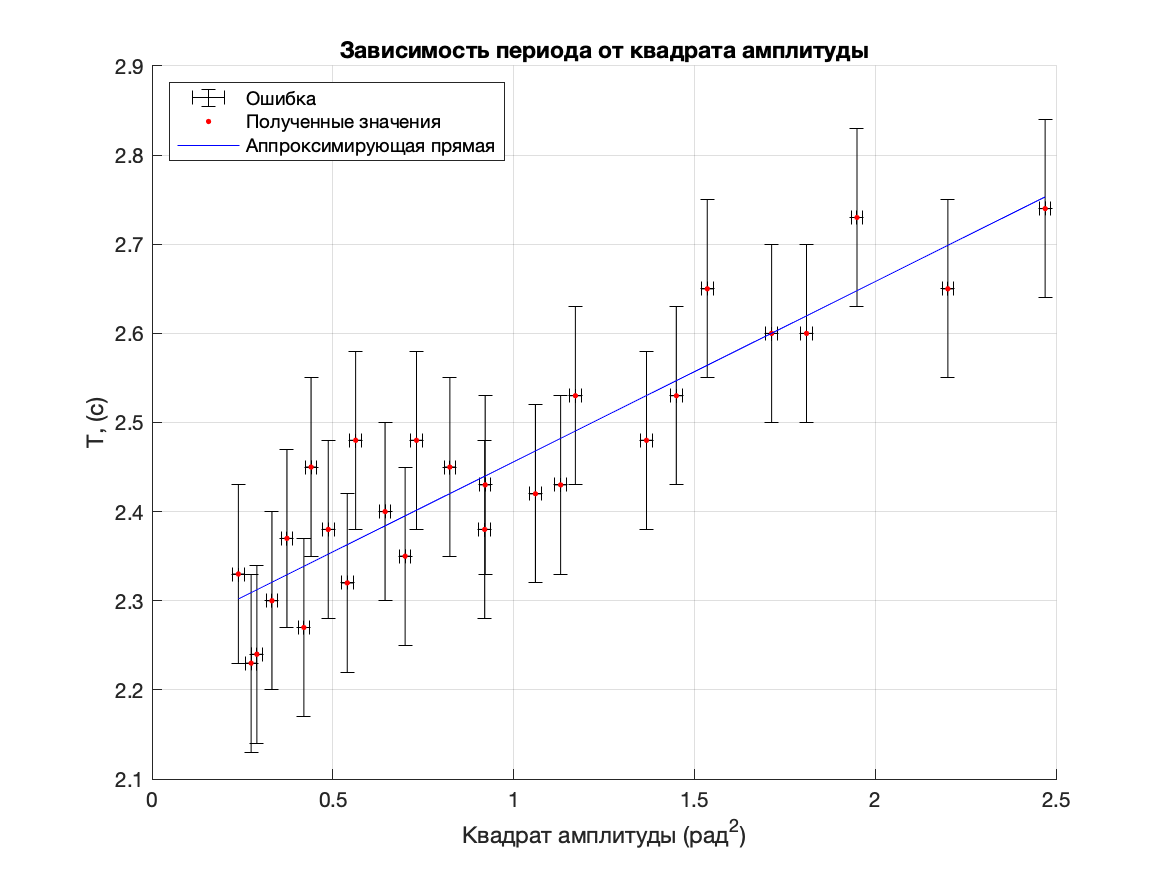 Зависимость периода от квадрата амплитуды
Ошибка
Полученные значения
Аппроксимирующая прямая
2.9
2.8
2.7
2.6
2.5
2.4
2.3
2.2
2.1
T, (c)
0 0.5 1 1.5 2 2.5
Квадрат амплитуды (рад²)